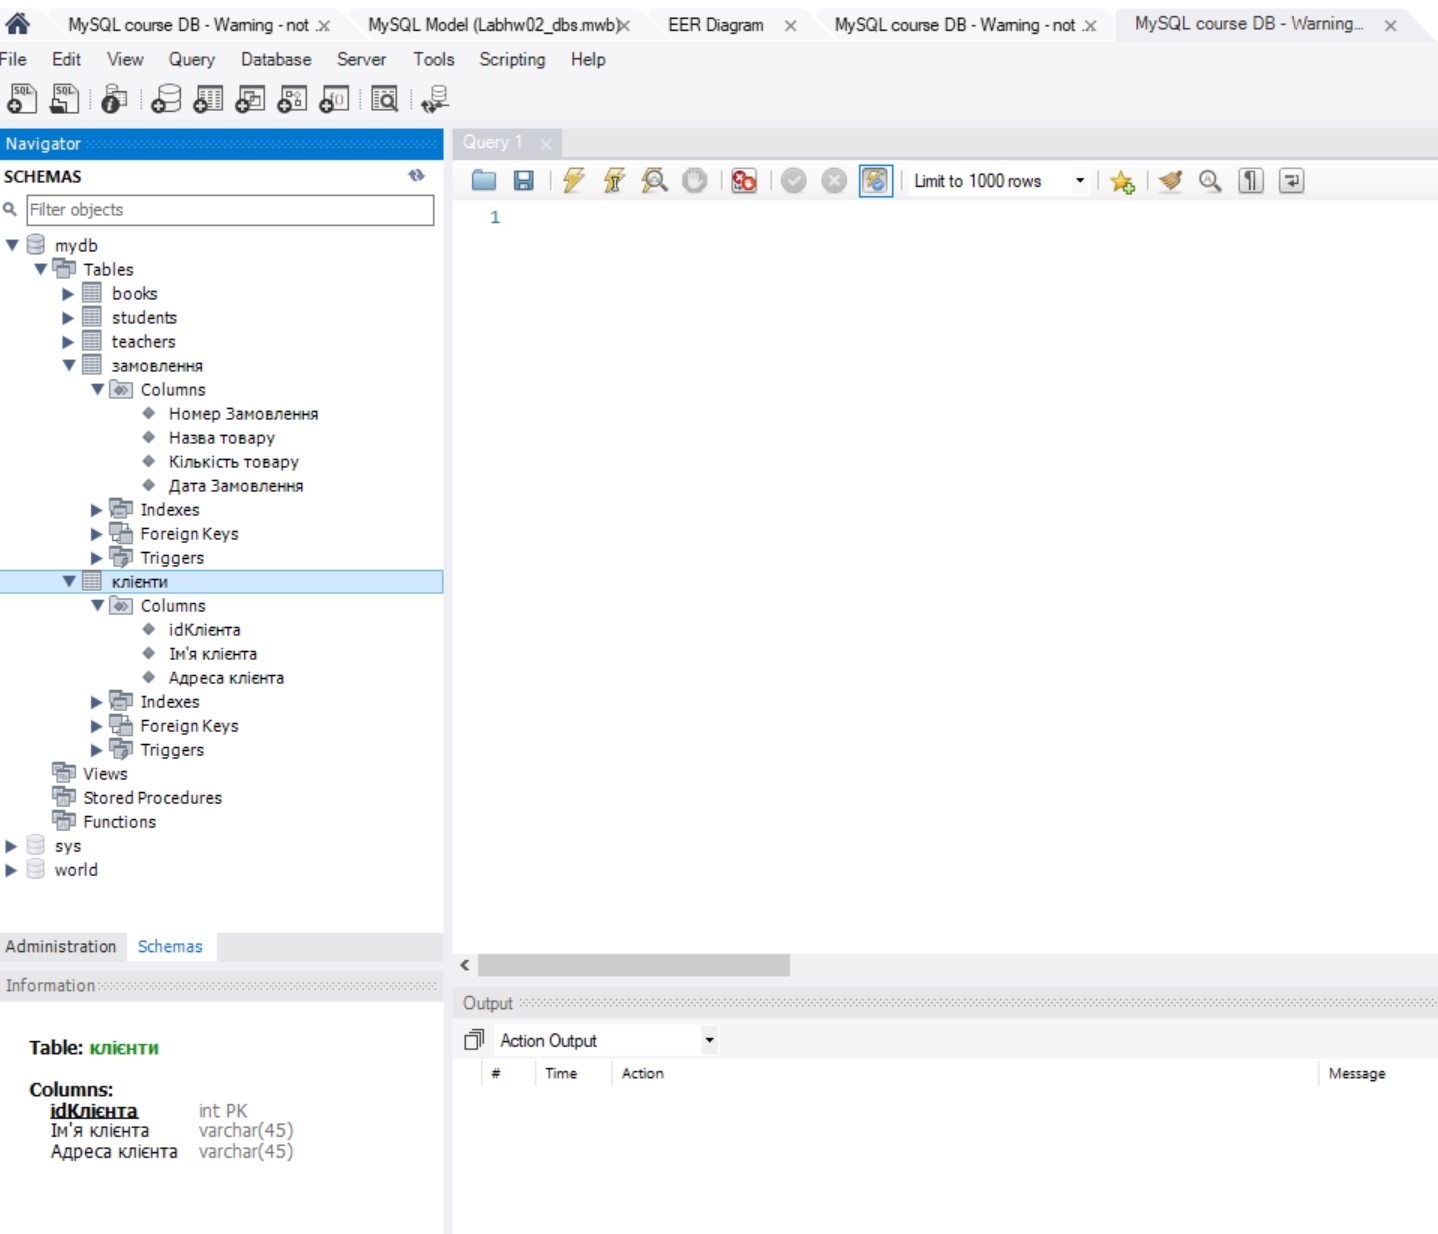 MySQL course DB - Warning - not .x MySQL Model (Labhw02_dbs.mwb)x EER Diagram x MySQL course DB - Warning - not .x MySQL course DB - Warning... x
File Edit View Query Database Server Tools Scripting Help
Navigator
Query 1 x
SCHEMAS
Limit to 1000 rows
Filter objects
1
mydb
Tables
books
students
teachers
замовлення
Columns
Номер Замовлення
Назва товару
Кількість товару
Дата Замовлення
Indexes
Foreign Keys
Triggers
клієнти
Columns
idКлієнта
Ім'я клієнта
Адреса клієнта
Indexes
Foreign Keys
Triggers
Views
Stored Procedures
Functions
sys
world
Administration Schemas
Information
Output
Table: клієнти
Action Output
# Time Action Message
Columns:
idКлієнта int PK
Ім'я клієнта varchar(45)
Адреса клієнта varchar(45)